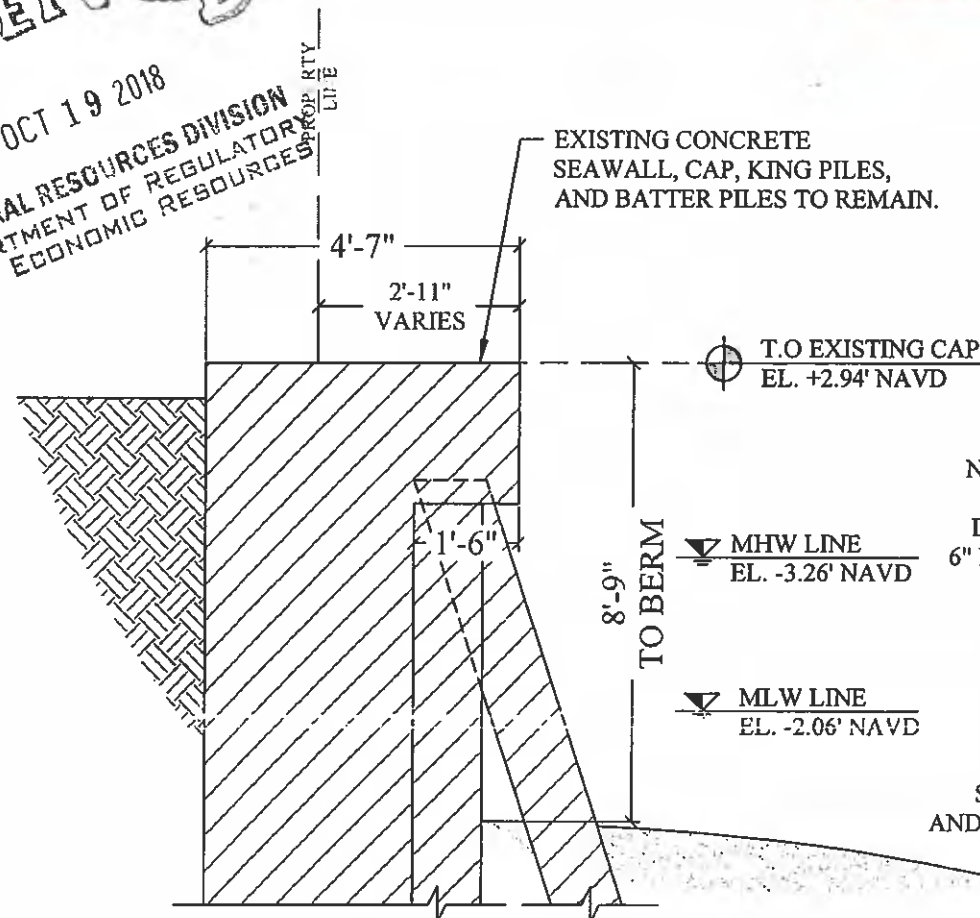 OCT 19 2018
RESOURCES DIVISION
OF REGULATORY
ECONOMIC RESOURCES
PROPERTY
LINE
EXISTING CONCRETE
SEAWALL, CAP, KING PILES,
AND BATTER PILES TO REMAIN.
4'-7"
2'-11"
VARIES
T.O EXISTING CAP
EL. +2.94' NAVD
1'-6"
8'-9"
TO BERM
MHW LINE
EL. -3.26' NAVD
6"
MLW LINE
EL. -2.06' NAVD
AND